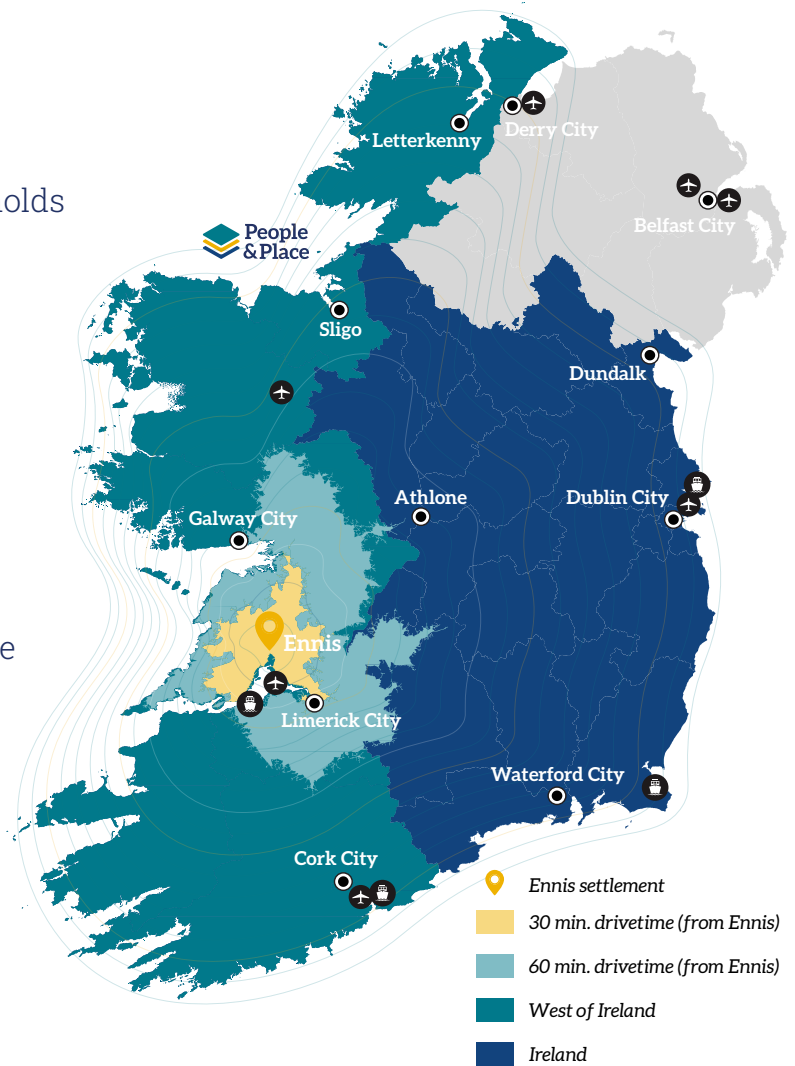 Letterkenny
Derry City
Belfast City
People
& Place
Sligo
Dundalk
Athlone
Dublin City
Galway City
Ennis
Limerick City
Waterford City
Cork City
Ennis settlement
30 min. drivetime (from Ennis)
60 min. drivetime (from Ennis)
West of Ireland
Ireland